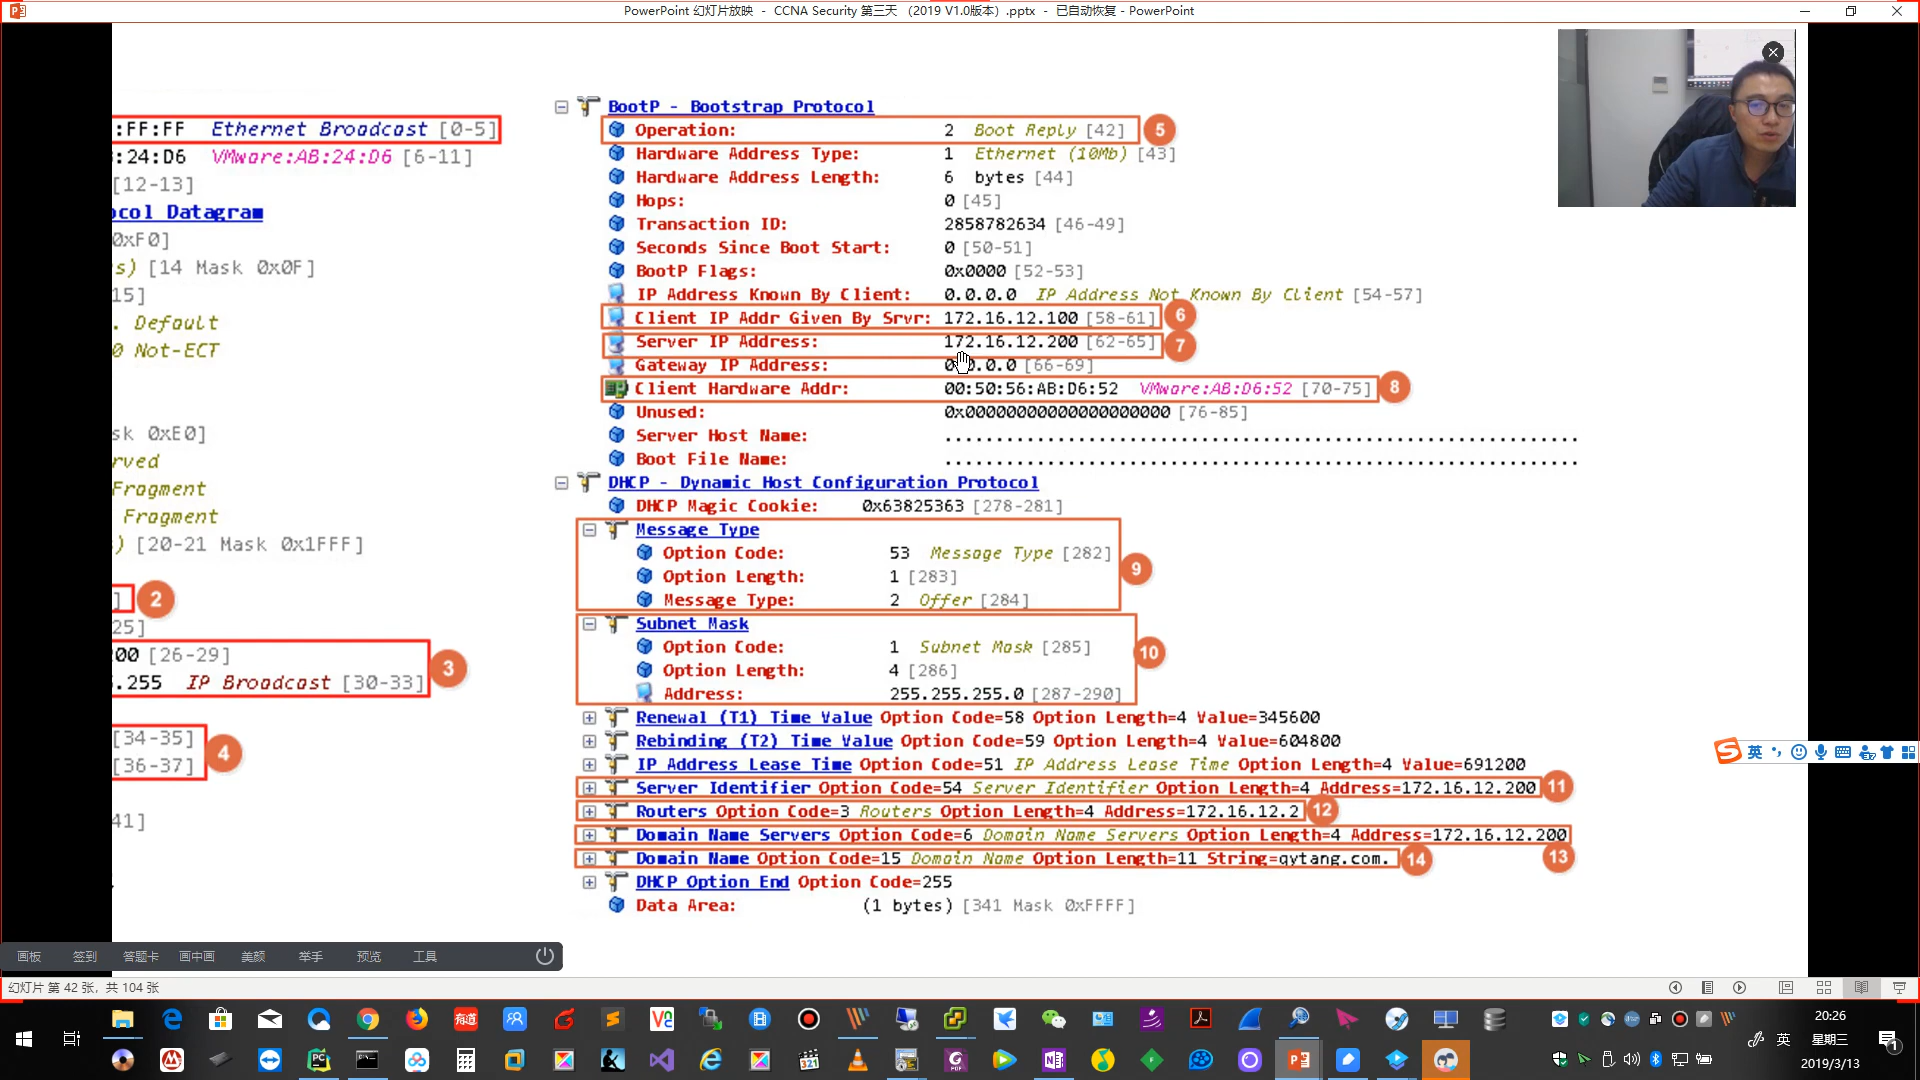 PowerPoint 幻灯片放映 - CCNA Security 第三天 (2019 V1.0版本) .pptx - 已自动恢复 - PowerPoint
:FF:FF Ethernet Broadcast [0-5]
:24:D6 VMware:AB:24:D6 [6-11]
[12-13]
ocol Datagram
0xF0]
s) [14 Mask 0x0F]
15]
. Default
0 Not-ECT
sk 0xE0]
rved
Fragment
Fragment
) [20-21 Mask 0x1FFF]
] 2
25]
200 [26-29]
3
.255 IP Broadcast [30-33]
[34-35]
4
[36-37]
41]
BootP - Bootstrap Protocol
Operation: 2 Boot Reply [42] 5
Hardware Address Type: 1 Ethernet (10Mb) [43]
Hardware Address Length: 6 bytes [44]
Hops: 0 [45]
Transaction ID: 2858782634 [46-49]
Seconds Since Boot Start: 0 [50-51]
BootP Flags: 0x0000 [52-53]
IP Address Known By Client: 0.0.0.0 IP Address Not Known By Client [54-57]
Client IP Addr Given By Srvr: 172.16.12.100 [58-61] 6
Server IP Address: 172.16.12.200 [62-65] 7
Gateway IP Address: 0.0.0.0 [66-69]
Client Hardware Addr: 00:50:56:AB:D6:52 VMware:AB:D6:52 [70-75] 8
Unused: 0x00000000000000000000 [76-85]
Server Host Name: ..............................................................
Boot File Name: ..............................................................
DHCP - Dynamic Host Configuration Protocol
DHCP Magic Cookie: 0x63825363 [278-281]
Message Type
Option Code: 53 Message Type [282]
Option Length: 1 [283] 9
Message Type: 2 Offer [284]
Subnet Mask
Option Code: 1 Subnet Mask [285] 10
Option Length: 4 [286]
Address: 255.255.255.0 [287-290]
Renewal (T1) Time Value Option Code=58 Option Length=4 Value=345600
Rebinding (T2) Time Value Option Code=59 Option Length=4 Value=604800
IP Address Lease Time Option Code=51 IP Address Lease Time Option Length=4 Value=691200
Server Identifier Option Code=54 Server Identifier Option Length=4 Address=172.16.12.200 11
Routers Option Code=3 Routers Option Length=4 Address=172.16.12.2 12
Domain Name Servers Option Code=6 Domain Name Servers Option Length=4 Address=172.16.12.200
13
Domain Name Option Code=15 Domain Name Option Length=11 String=qytang.com. 14
DHCP Option End Option Code=255
Data Area: (1 bytes) [341 Mask 0xFFFF]
英
画板 签到 答题卡 画中画 美颜 举手 预览 工具
幻灯片 第 42 张，共 104 张
有道
20:26
英 星期三
2019/3/13
1
321